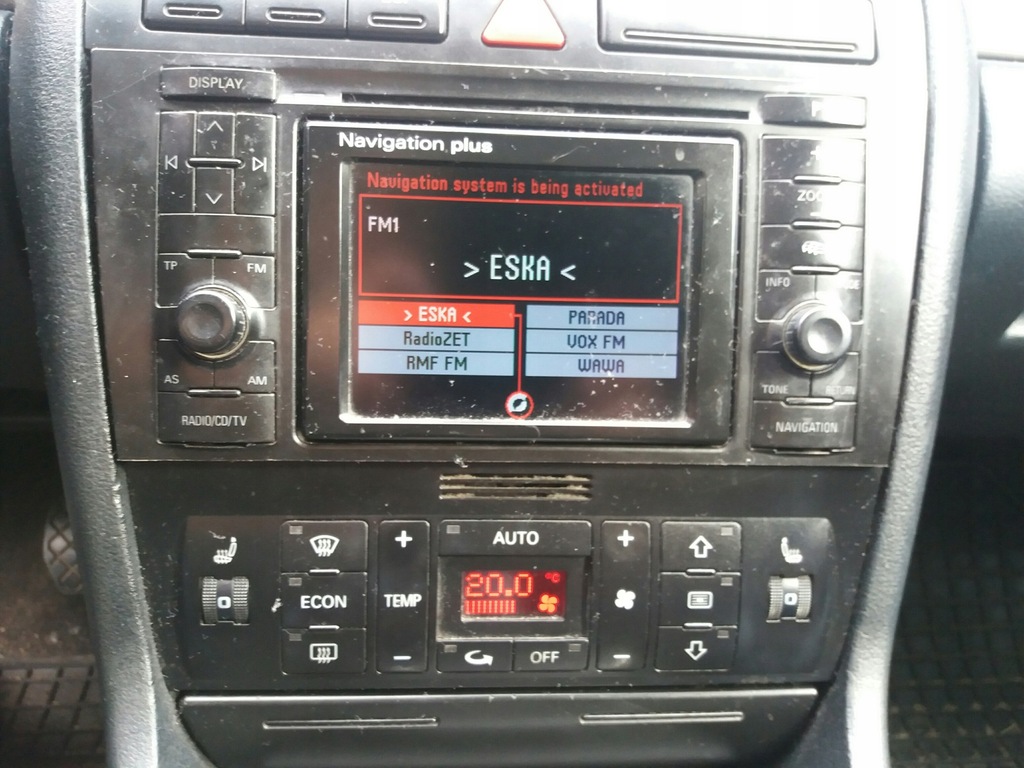 DISPLAY
Navigation plus
Navigation system is being activated
FM1
> ESKA <
> ESKA <
PARADA
RadioZET
VOX FM
RMF FM
WAWA
TP
FM
AS
AM
RADIO/CD/TV
INFO
TONE
RETURN
NAVIGATION
+
AUTO
+
ECON
TEMP
20.0 °C
−
OFF
−